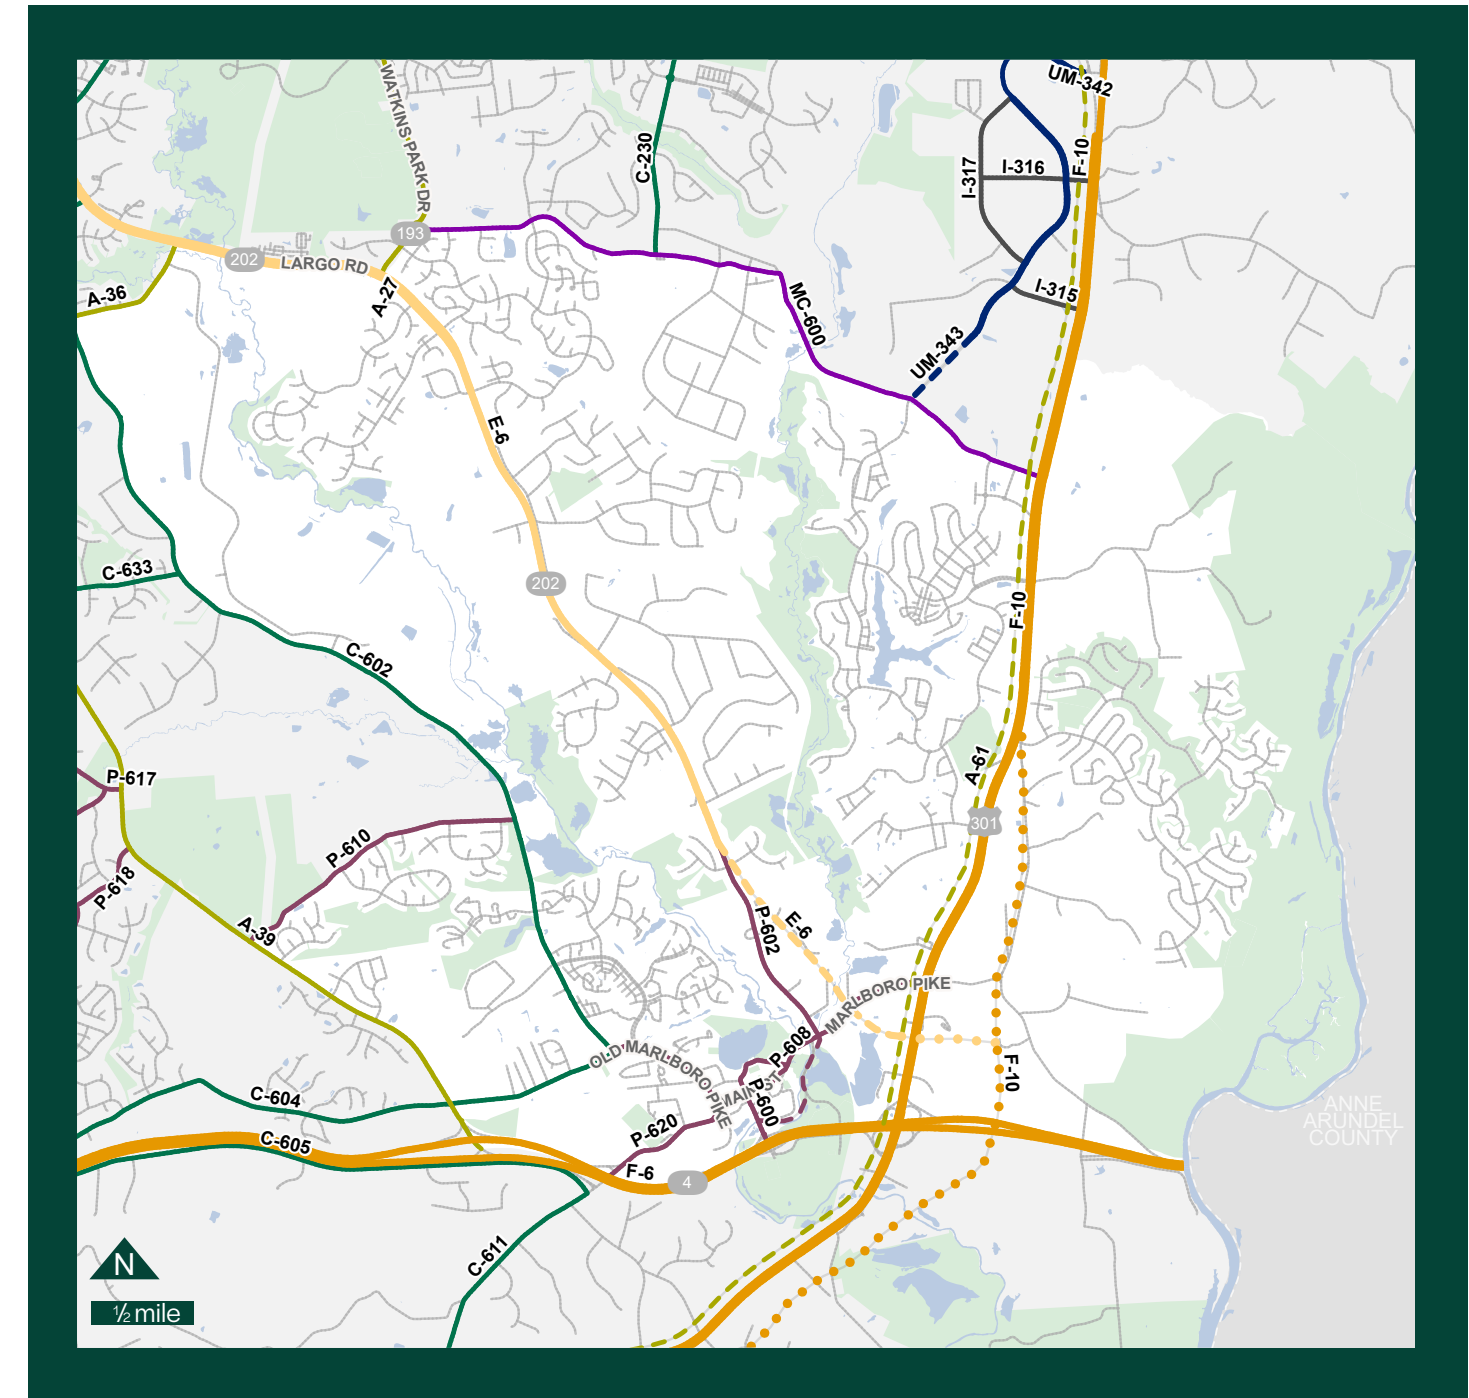 UM-342
WATKINS PARK DR
C-230
F-10
I-317
I-316
193
202
LARGO RD
A-36
A-27
I-315
MC-600
UM-343
E-6
C-633
202
F-10
C-602
A-61
P-617
301
P-610
P-618
A-39
P-602
E-6
MARLBORO PIKE
P-608
OLD MARLBORO PIKE
F-10
C-604
MAIN ST
P-600
ANNE
ARUNDEL
COUNTY
P-620
C-605
F-6
4
C-611
N
½ mile